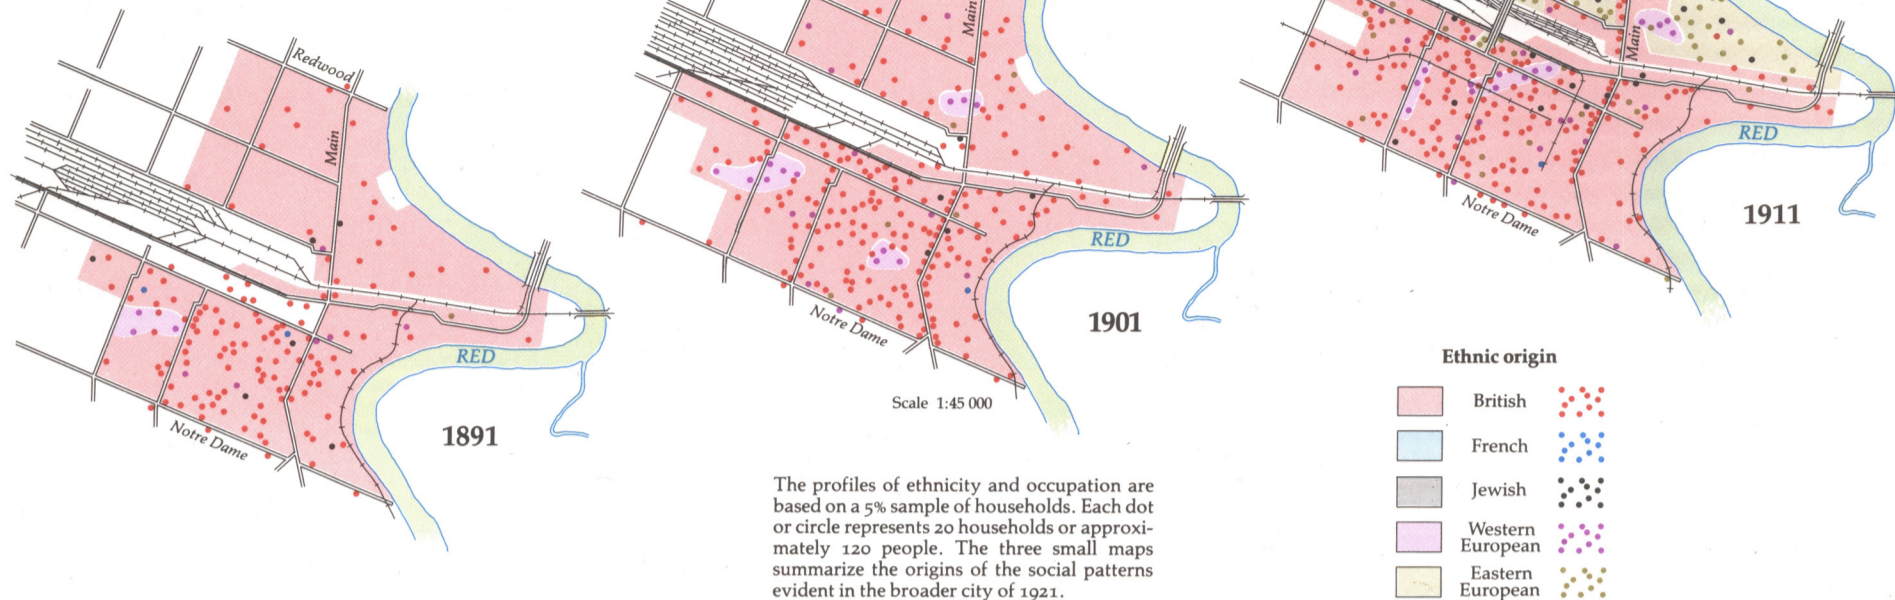 Redwood
Main
RED
Notre Dame
1891
Main
RED
Notre Dame
1901
Scale 1:45 000
Main
RED
Notre Dame
1911
The profiles of ethnicity and occupation are
based on a 5% sample of households. Each dot
or circle represents 20 households or approxi-
mately 120 people. The three small maps
summarize the origins of the social patterns
evident in the broader city of 1921.
Ethnic origin
British
French
Jewish
Western
European
Eastern
European